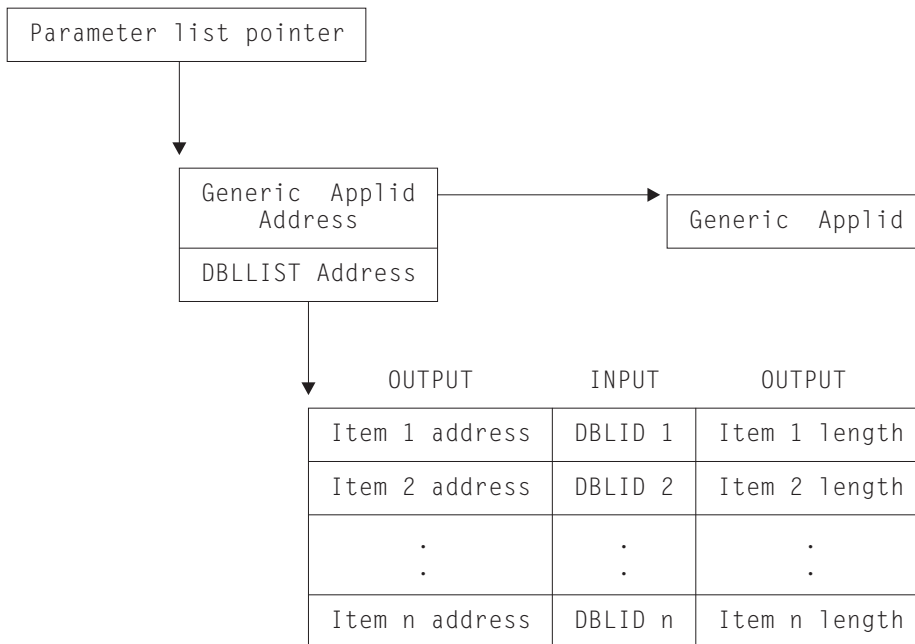 Parameter list pointer
Generic Applid
Address
Generic Applid
DBLLIST Address
OUTPUT INPUT OUTPUT
Item 1 address DBLID 1 Item 1 length
Item 2 address DBLID 2 Item 2 length
. . .
. . .
Item n address DBLID n Item n length